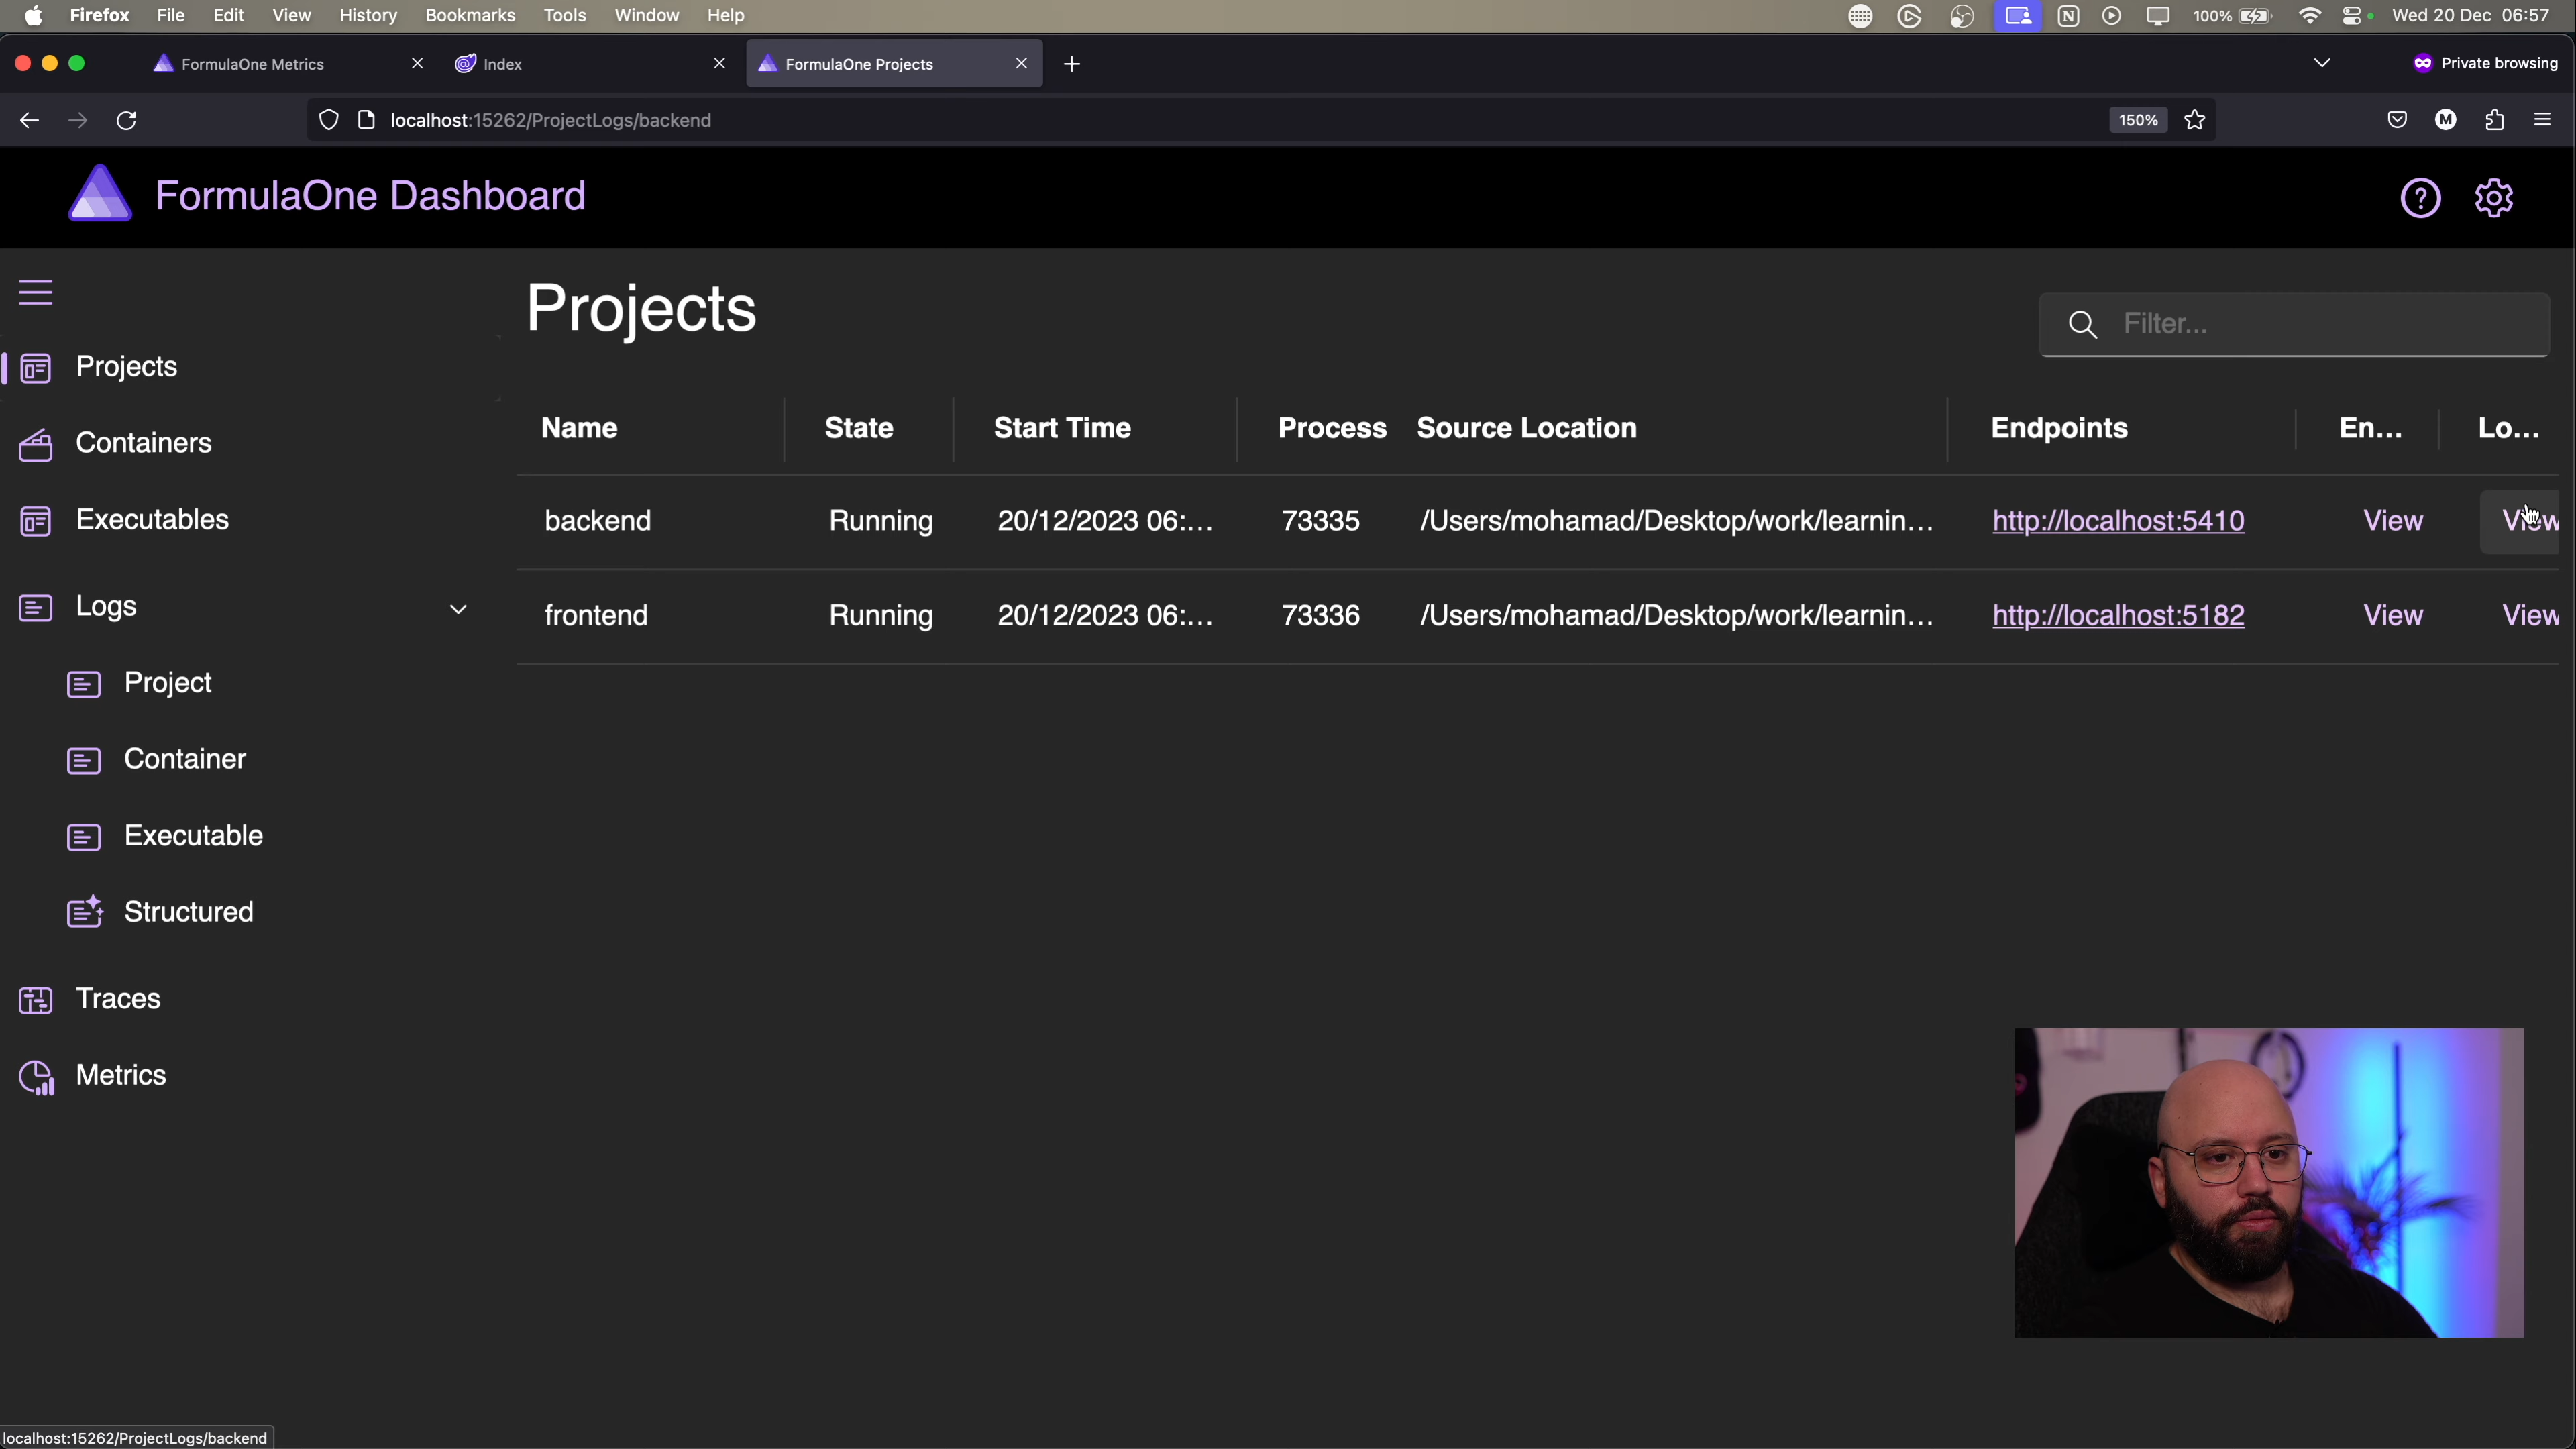 Firefox File Edit View History Bookmarks Tools Window Help 100% Wed 20 Dec 06:57
FormulaOne Metrics Index FormulaOne Projects Private browsing
localhost:15262/ProjectLogs/backend 150% M
FormulaOne Dashboard
Projects
Filter...
Projects
Containers
Executables
Logs
Project
Container
Executable
Structured
Traces
Metrics
Name State Start Time Process Source Location Endpoints En... Lo...
backend Running 20/12/2023 06:... 73335 /Users/mohamad/Desktop/work/learnin... http://localhost:5410 View View
frontend Running 20/12/2023 06:... 73336 /Users/mohamad/Desktop/work/learnin... http://localhost:5182 View View
localhost:15262/ProjectLogs/backend